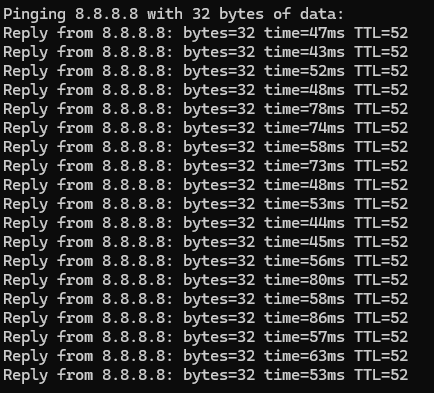 Pinging 8.8.8.8 with 32 bytes of data:
Reply from 8.8.8.8: bytes=32 time=47ms TTL=52
Reply from 8.8.8.8: bytes=32 time=43ms TTL=52
Reply from 8.8.8.8: bytes=32 time=52ms TTL=52
Reply from 8.8.8.8: bytes=32 time=48ms TTL=52
Reply from 8.8.8.8: bytes=32 time=78ms TTL=52
Reply from 8.8.8.8: bytes=32 time=74ms TTL=52
Reply from 8.8.8.8: bytes=32 time=58ms TTL=52
Reply from 8.8.8.8: bytes=32 time=73ms TTL=52
Reply from 8.8.8.8: bytes=32 time=48ms TTL=52
Reply from 8.8.8.8: bytes=32 time=53ms TTL=52
Reply from 8.8.8.8: bytes=32 time=44ms TTL=52
Reply from 8.8.8.8: bytes=32 time=45ms TTL=52
Reply from 8.8.8.8: bytes=32 time=56ms TTL=52
Reply from 8.8.8.8: bytes=32 time=80ms TTL=52
Reply from 8.8.8.8: bytes=32 time=58ms TTL=52
Reply from 8.8.8.8: bytes=32 time=86ms TTL=52
Reply from 8.8.8.8: bytes=32 time=57ms TTL=52
Reply from 8.8.8.8: bytes=32 time=63ms TTL=52
Reply from 8.8.8.8: bytes=32 time=53ms TTL=52